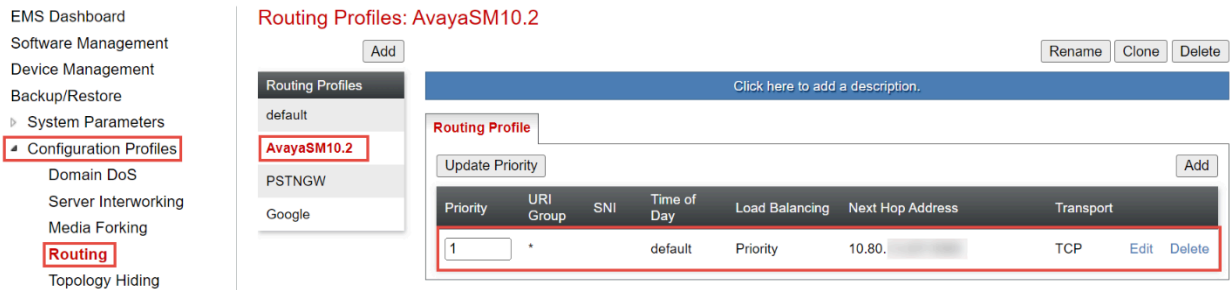 EMS Dashboard
Software Management
Device Management
Backup/Restore
System Parameters
Configuration Profiles
Domain DoS
Server Interworking
Media Forking
Routing
Topology Hiding
Routing Profiles: AvayaSM10.2
Add
Rename Clone Delete
Routing Profiles
default
AvayaSM10.2
PSTNGW
Google
Click here to add a description.
Routing Profile
Update Priority Add
Priority URI Group SNI Time of Day Load Balancing Next Hop Address Transport
1 * default Priority 10.80. TCP Edit Delete